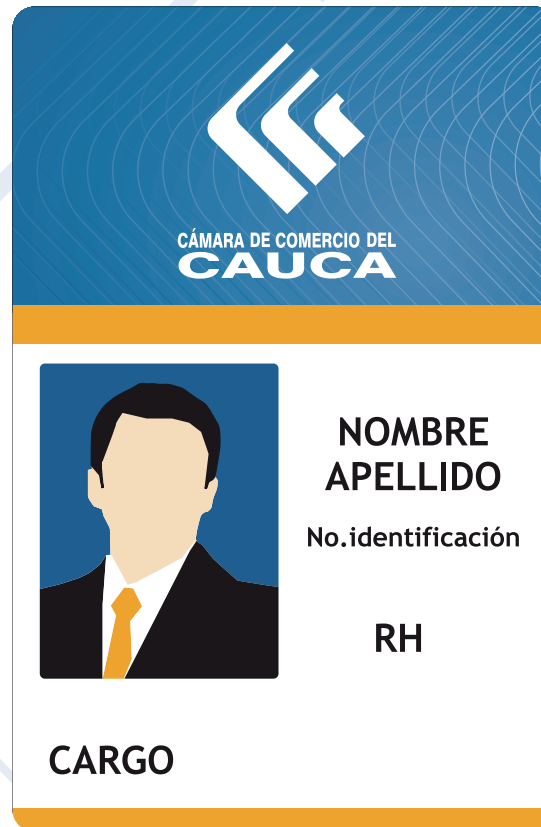 CÁMARA DE COMERCIO DEL
CAUCA
NOMBRE
APELLIDO
No.identificación
RH
CARGO